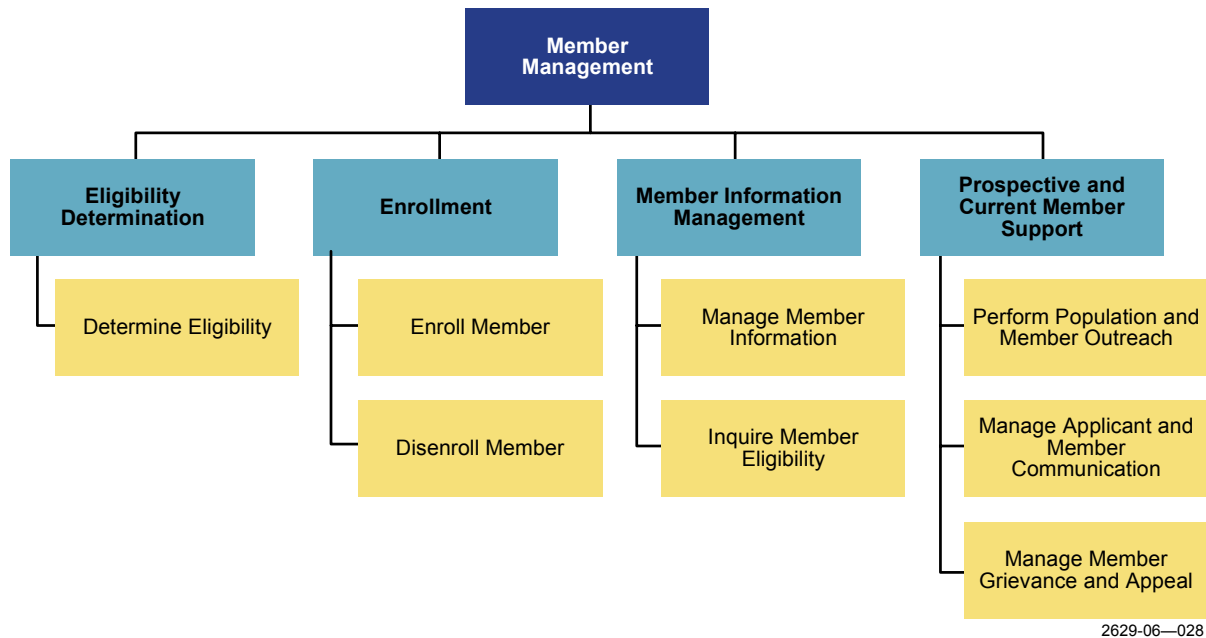 Member
Management
Eligibility
Determination
Enrollment
Member Information
Management
Prospective and
Current Member
Support
Determine Eligibility
Enroll Member
Manage Member
Information
Perform Population and
Member Outreach
Disenroll Member
Inquire Member
Eligibility
Manage Applicant and
Member
Communication
Manage Member
Grievance and Appeal
2629-06—028